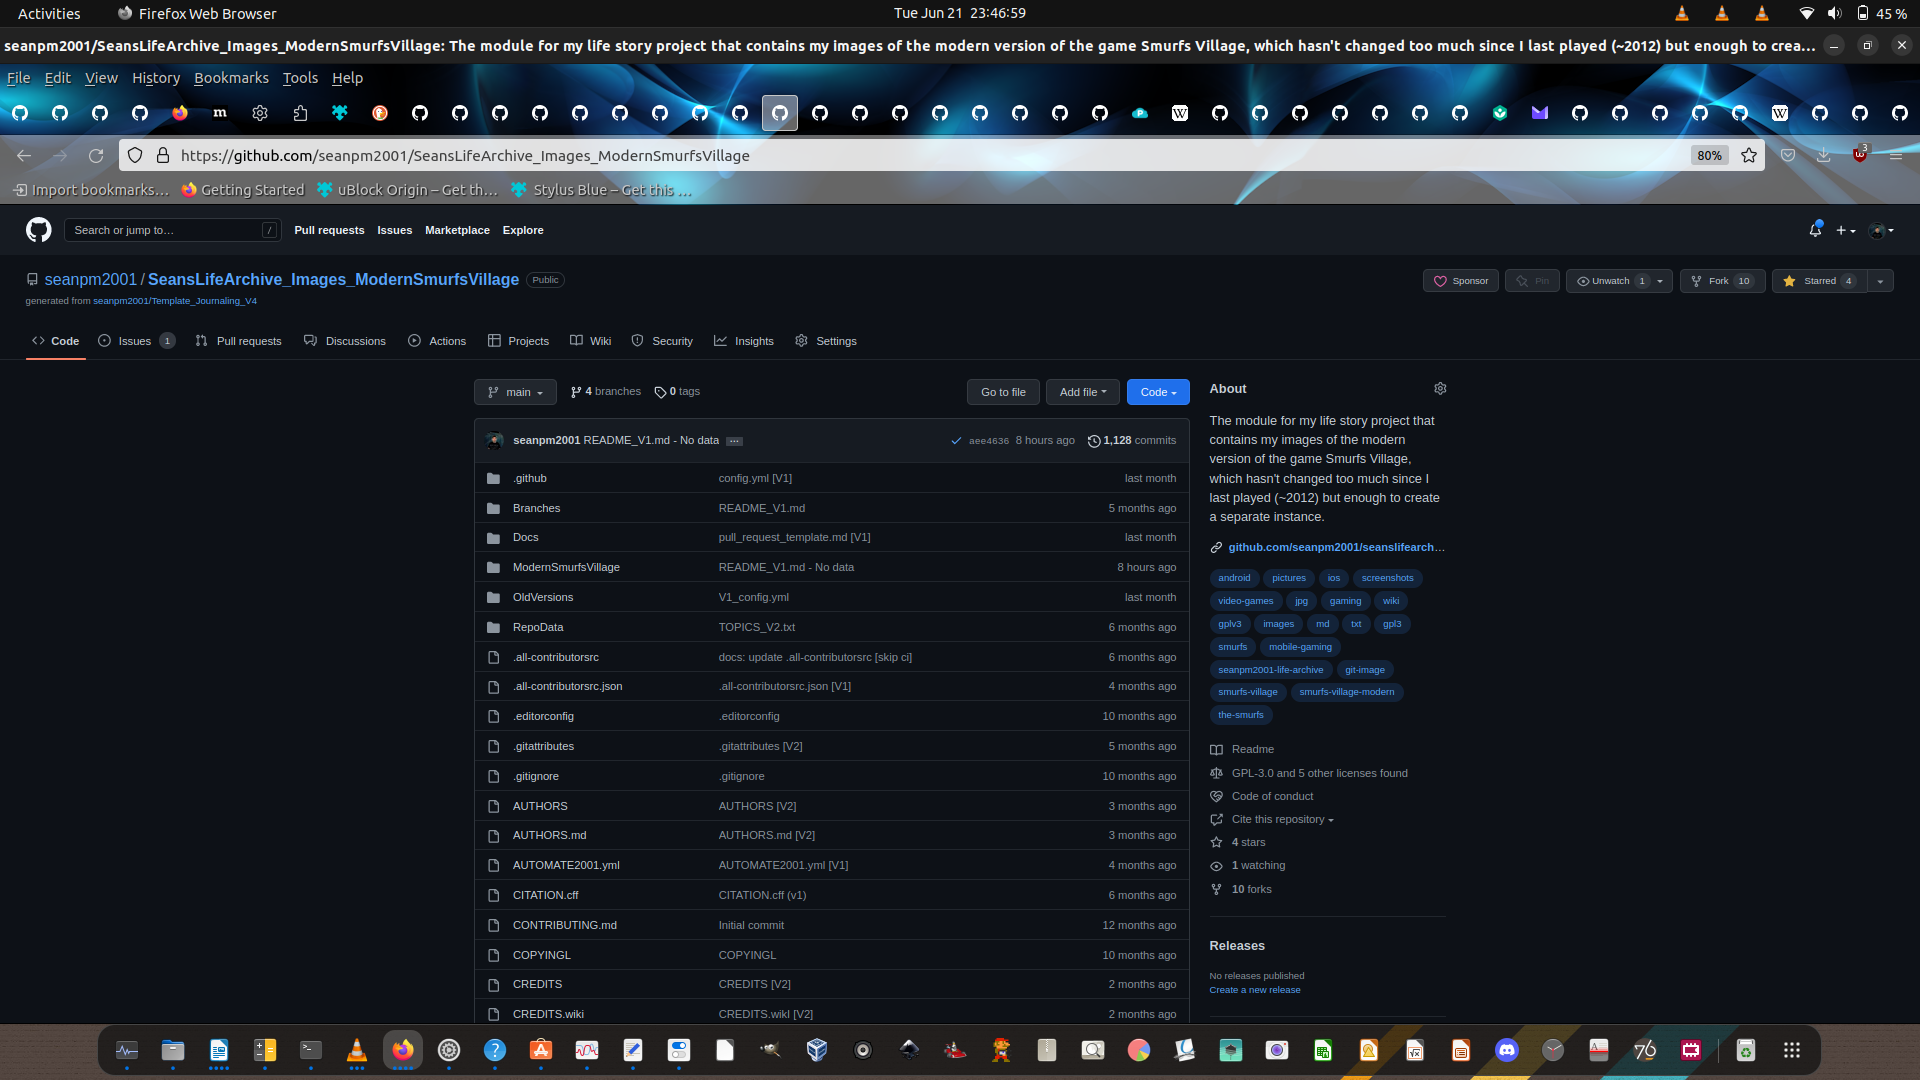 Activities Firefox Web Browser Tue Jun 21 23:46:59 45 %
seanpm2001/SeansLifeArchive_Images_ModernSmurfsVillage: The module for my life story project that contains my images of the modern version of the game Smurfs Village, which hasn't changed too much since I last played (~2012) but enough to crea…
File Edit View History Bookmarks Tools Help
https://github.com/seanpm2001/SeansLifeArchive_Images_ModernSmurfsVillage 80% 3
Import bookmarks… Getting Started uBlock Origin – Get th… Stylus Blue – Get this …
Search or jump to… / Pull requests Issues Marketplace Explore
seanpm2001 / SeansLifeArchive_Images_ModernSmurfsVillage Public Sponsor Pin Unwatch 1 Fork 10 Starred 4
generated from seanpm2001/Template_Journaling_V4
Code Issues 1 Pull requests Discussions Actions Projects Wiki Security Insights Settings
main 4 branches 0 tags Go to file Add file Code
seanpm2001 README_V1.md - No data … aee4636 8 hours ago 1,128 commits
.github config.yml [V1] last month
Branches README_V1.md 5 months ago
Docs pull_request_template.md [V1] last month
ModernSmurfsVillage README_V1.md - No data 8 hours ago
OldVersions V1_config.yml last month
RepoData TOPICS_V2.txt 6 months ago
.all-contributorsrc docs: update .all-contributorsrc [skip ci] 6 months ago
.all-contributorsrc.json .all-contributorsrc.json [V1] 4 months ago
.editorconfig .editorconfig 10 months ago
.gitattributes .gitattributes [V2] 5 months ago
.gitignore .gitignore 10 months ago
AUTHORS AUTHORS [V2] 3 months ago
AUTHORS.md AUTHORS.md [V2] 3 months ago
AUTOMATE2001.yml AUTOMATE2001.yml [V1] 4 months ago
CITATION.cff CITATION.cff (v1) 6 months ago
CONTRIBUTING.md Initial commit 12 months ago
COPYINGL COPYINGL 10 months ago
CREDITS CREDITS [V2] 2 months ago
CREDITS.wiki CREDITS.wikI [V2] 2 months ago
About
The module for my life story project that
contains my images of the modern
version of the game Smurfs Village,
which hasn't changed too much since I
last played (~2012) but enough to create
a separate instance.
github.com/seanpm2001/seanslifearch…
android pictures ios screenshots
video-games jpg gaming wiki
gplv3 images md txt gpl3
smurfs mobile-gaming
seanpm2001-life-archive git-image
smurfs-village smurfs-village-modern
the-smurfs
Readme
GPL-3.0 and 5 other licenses found
Code of conduct
Cite this repository
4 stars
1 watching
10 forks
Releases
No releases published
Create a new release
76